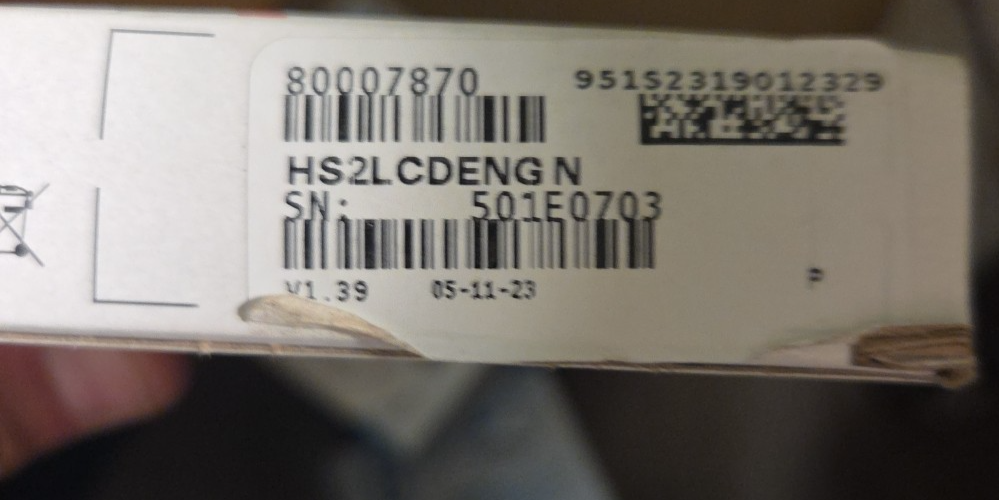 80007870 951S2319012329
HS2LCDENG N
SN: 501E0703
V1.39 05-11-23
P